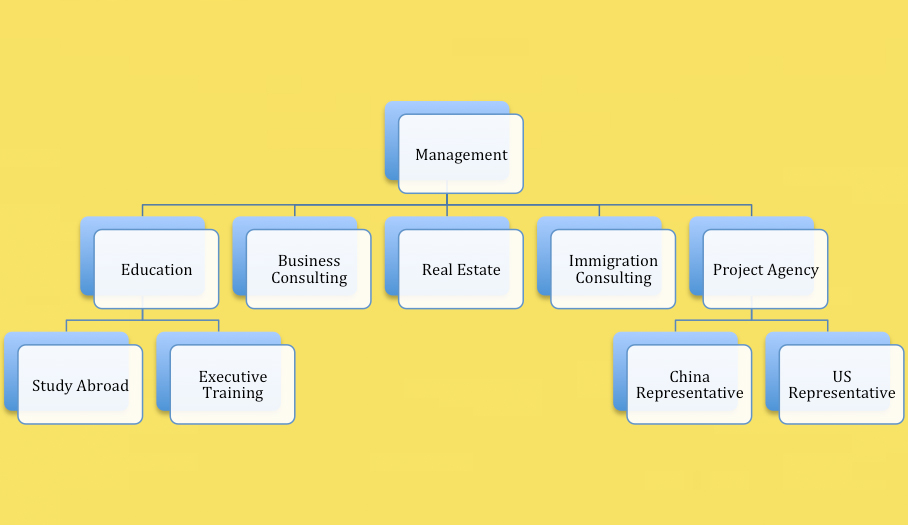 Management
Education
Business
Consulting
Real Estate
Immigration
Consulting
Project Agency
Study Abroad
Executive
Training
China
Representative
US
Representative